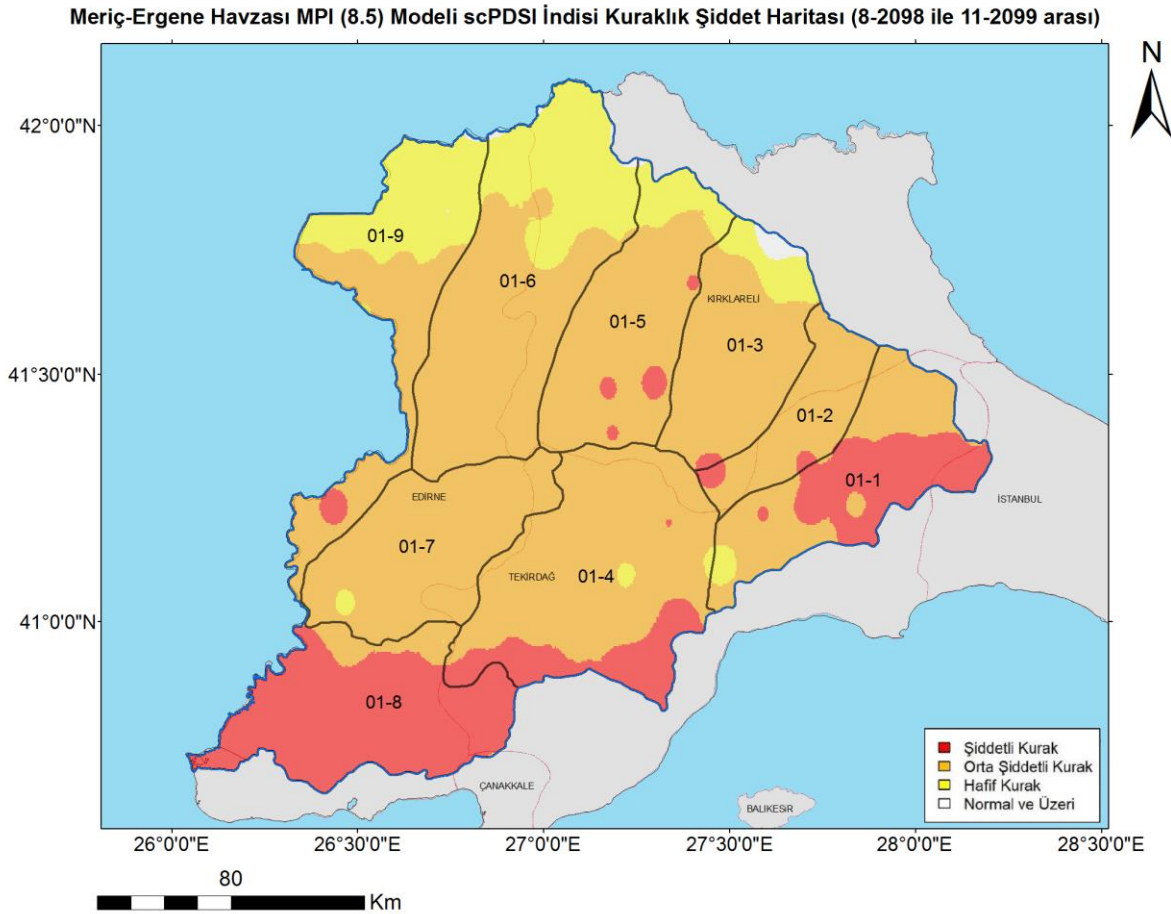 Meriç-Ergene Havzası MPI (8.5) Modeli scPDSI İndisi Kuraklık Şiddet Haritası (8-2098 ile 11-2099 arası)
N
42°0'0"N
41°30'0"N
41°0'0"N
01-9
01-6
01-5
KIRKLARELİ
01-3
01-2
01-1
İSTANBUL
EDİRNE
01-7
TEKİRDAĞ
01-4
01-8
ÇANAKKALE
BALIKESİR
Şiddetli Kurak
Orta Şiddetli Kurak
Hafif Kurak
Normal ve Üzeri
26°0'0"E
26°30'0"E
27°0'0"E
27°30'0"E
28°0'0"E
28°30'0"E
80
Km